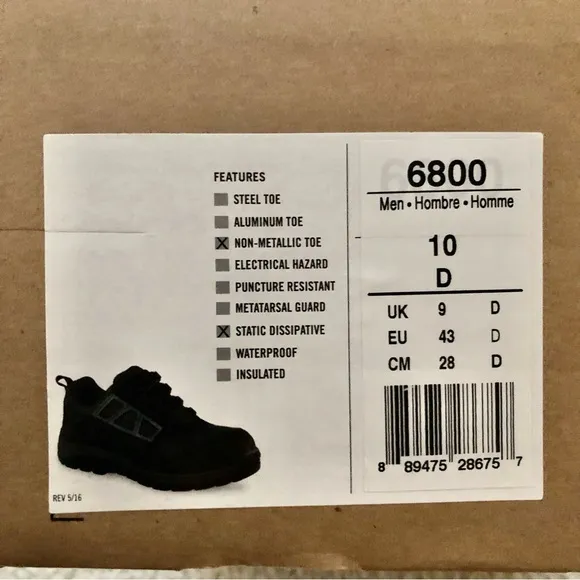 FEATURES
STEEL TOE
ALUMINUM TOE
X NON-METALLIC TOE
ELECTRICAL HAZARD
PUNCTURE RESISTANT
METATARSAL GUARD
X STATIC DISSIPATIVE
WATERPROOF
INSULATED
REV 5/16
6800
Men • Hombre • Homme
10
D
UK 9 D
EU 43 D
CM 28 D
8 89475 28675 7